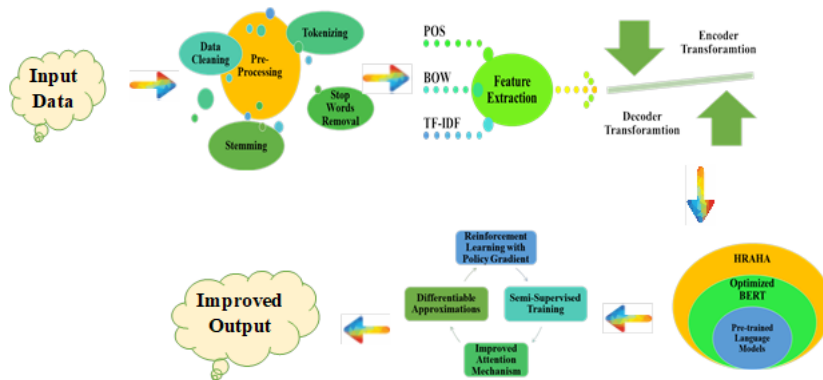 Input
Data
Data
Cleaning
Pre-
Processing
Tokenizing
Stop
Words
Removal
Stemming
POS
BOW
TF-IDF
Feature
Extraction
Encoder
Transforamtion
Decoder
Transforamtion
HRAHA
Optimized
BERT
Pre-trained
Language
Models
Reinforcement
Learning with
Policy Gradient
Semi-Supervised
Training
Improved
Attention
Mechanism
Differentiable
Approximations
Improved
Output